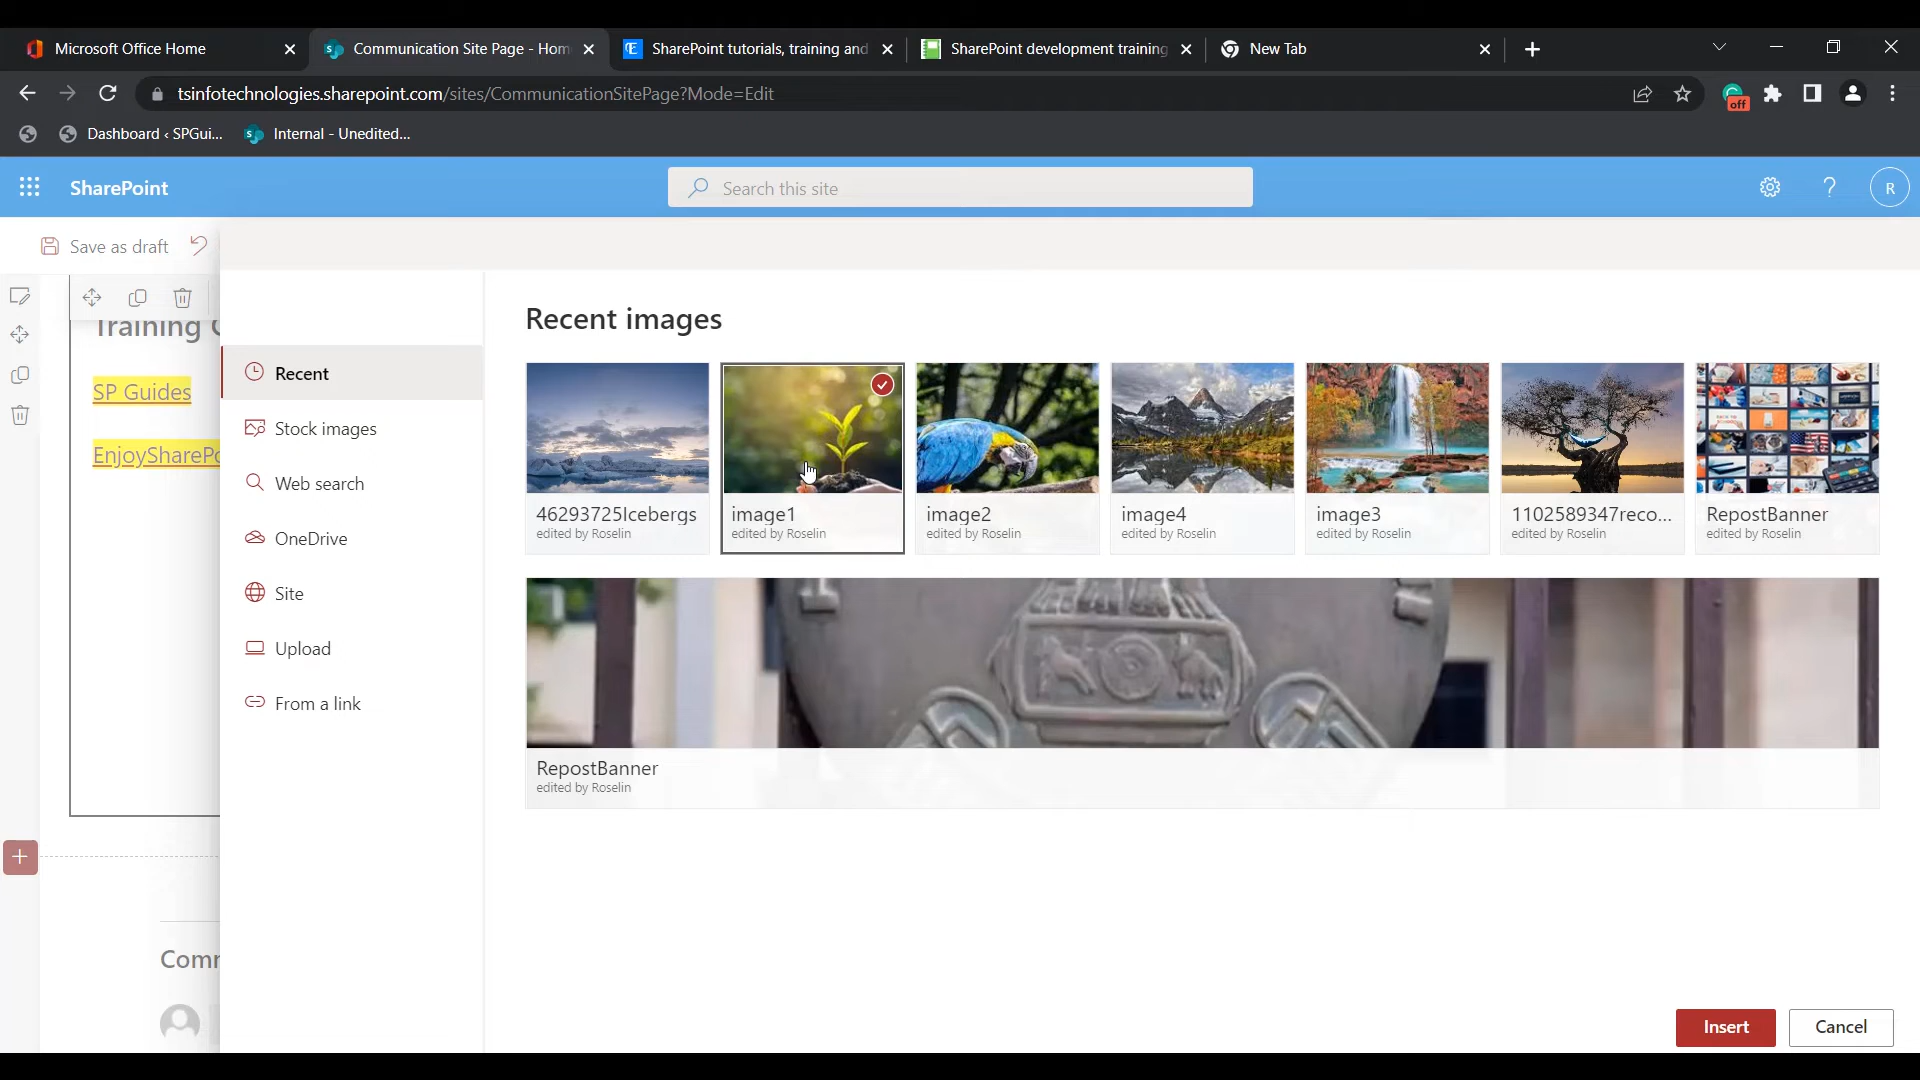 Microsoft Office Home
Communication Site Page - Hom
SharePoint tutorials, training and
SharePoint development training
New Tab
tsinfotechnologies.sharepoint.com/sites/CommunicationSitePage?Mode=Edit
off
Dashboard ‹ SPGui...
Internal - Unedited...
SharePoint
Search this site
R
Save as draft
Training
SP Guides
EnjoySharePo
Comm
Recent
Stock images
Web search
OneDrive
Site
Upload
From a link
Recent images
46293725Icebergs
edited by Roselin
image1
edited by Roselin
image2
edited by Roselin
image4
edited by Roselin
image3
edited by Roselin
1102589347reco...
edited by Roselin
RepostBanner
edited by Roselin
RepostBanner
edited by Roselin
Insert
Cancel